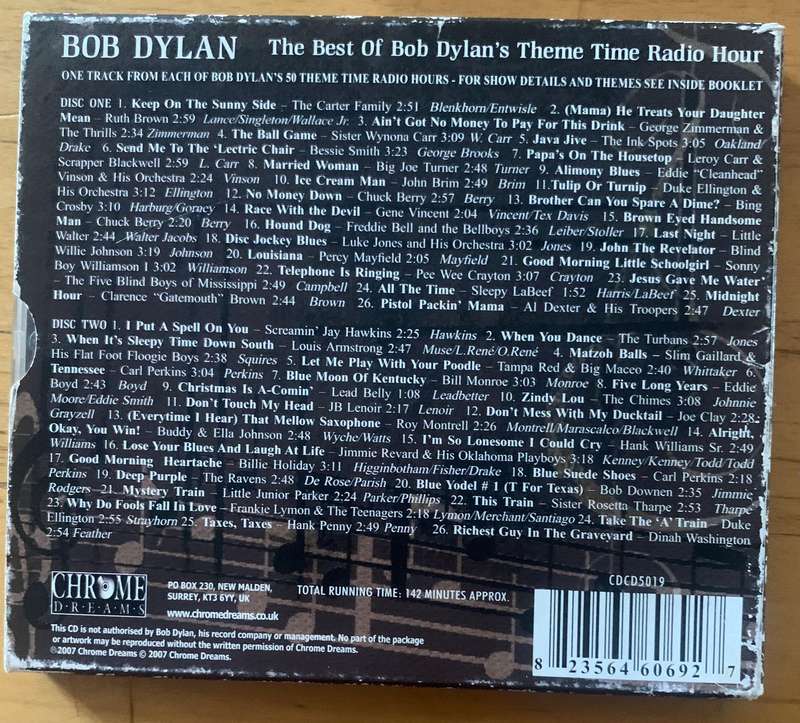 BOB DYLAN The Best Of Bob Dylan's Theme Time Radio Hour
ONE TRACK FROM EACH OF BOB DYLAN'S 50 THEME TIME RADIO HOURS - FOR SHOW DETAILS AND THEMES SEE INSIDE BOOKLET
DISC ONE 1. Keep On The Sunny Side – The Carter Family 2:51 Blenkhorn/Entwisle 2. (Mama) He Treats Your Daughter
Mean – Ruth Brown 2:59 Lance/Singleton/Wallace Jr. 3. Ain't Got No Money To Pay For This Drink – George Zimmerman &
The Thrills 2:34 Zimmerman 4. The Ball Game – Sister Wynona Carr 3:09 W. Carr 5. Java Jive – The Ink Spots 3:05 Oakland/
Drake 6. Send Me To The 'Lectric Chair – Bessie Smith 3:23 George Brooks 7. Papa's On The Housetop – Leroy Carr &
Scrapper Blackwell 2:59 L. Carr 8. Married Woman – Big Joe Turner 2:48 Turner 9. Alimony Blues – Eddie "Cleanhead"
Vinson & His Orchestra 2:24 Vinson 10. Ice Cream Man – John Brim 2:49 Brim 11.Tulip Or Turnip – Duke Ellington &
His Orchestra 3:12 Ellington 12. No Money Down – Chuck Berry 2:57 Berry 13. Brother Can You Spare A Dime? – Bing
Crosby 3:10 Harburg/Gorney 14. Race With the Devil – Gene Vincent 2:04 Vincent/Tex Davis 15. Brown Eyed Handsome
Man – Chuck Berry 2:20 Berry 16. Hound Dog – Freddie Bell and the Bellboys 2:36 Leiber/Stoller 17. Last Night – Little
Walter 2:44 Walter Jacobs 18. Disc Jockey Blues – Luke Jones and His Orchestra 3:02 Jones 19. John The Revelator – Blind
Willie Johnson 3:19 Johnson 20. Louisiana – Percy Mayfield 2:05 Mayfield 21. Good Morning Little Schoolgirl – Sonny
Boy Williamson I 3:02 Williamson 22. Telephone Is Ringing – Pee Wee Crayton 3:07 Crayton 23. Jesus Gave Me Water'
– The Five Blind Boys of Mississippi 2:49 Campbell 24. All The Time – Sleepy LaBeef 1:52 Harris/LaBeef 25. Midnight
Hour – Clarence "Gatemouth" Brown 2:44 Brown 26. Pistol Packin' Mama – Al Dexter & His Troopers 2:47 Dexter
DISC TWO 1. I Put A Spell On You – Screamin' Jay Hawkins 2:25 Hawkins 2. When You Dance – The Turbans 2:57 Jones
3. When It's Sleepy Time Down South – Louis Armstrong 2:47 Muse/L.René/O.René 4. Matzoh Balls – Slim Gaillard &
His Flat Foot Floogie Boys 2:38 Squires 5. Let Me Play With Your Poodle – Tampa Red & Big Maceo 2:40 Whittaker 6.
Tennessee – Carl Perkins 3:04 Perkins 7. Blue Moon Of Kentucky – Bill Monroe 3:03 Monroe 8. Five Long Years – Eddie
Boyd 2:43 Boyd 9. Christmas Is A-Comin' – Lead Belly 1:08 Leadbetter 10. Zindy Lou – The Chimes 3:08 Johnnie
Moore/Eddie Smith 11. Don't Touch My Head – JB Lenoir 2:17 Lenoir 12. Don't Mess With My Ducktail – Joe Clay 2:28
Grayzell 13. (Everytime I Hear) That Mellow Saxophone – Roy Montrell 2:26 Montrell/Marascalco/Blackwell 14. Alright,
Okay, You Win! – Buddy & Ella Johnson 2:48 Wyche/Watts 15. I'm So Lonesome I Could Cry – Hank Williams Sr. 2:49
Williams 16. Lose Your Blues And Laugh At Life – Jimmie Revard & His Oklahoma Playboys 3:18 Kenney/Kenney/Todd/Todd
17. Good Morning Heartache – Billie Holiday 3:11 Higginbotham/Fisher/Drake 18. Blue Suede Shoes – Carl Perkins 2:18
Perkins 19. Deep Purple – The Ravens 2:48 De Rose/Parish 20. Blue Yodel # 1 (T For Texas) – Bob Downen 2:35 Jimmie
Rodgers 21. Mystery Train – Little Junior Parker 2:24 Parker/Phillips 22. This Train – Sister Rosetta Tharpe 2:53 Tharpe
23. Why Do Fools Fall In Love – Frankie Lymon & The Teenagers 2:18 Lymon/Merchant/Santiago 24. Take The 'A' Train – Duke
Ellington 2:55 Strayhorn 25. Taxes, Taxes – Hank Penny 2:49 Penny 26. Richest Guy In The Graveyard – Dinah Washington
2:54 Feather
CHROME
DREAMS
PO BOX 230, NEW MALDEN,
SURREY, KT3 6YY, UK
www.chromedreams.co.uk
TOTAL RUNNING TIME: 142 MINUTES APPROX.
CDCD5019
This CD is not authorised by Bob Dylan, his record company or management. No part of the package
or artwork may be reproduced without the written permission of Chrome Dreams.
℗2007 Chrome Dreams © 2007 Chrome Dreams.
8 23564 60692 7